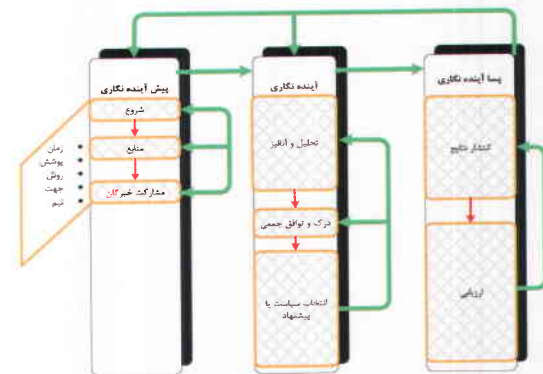 پیش آینده نگاری
شروع
منابع
مشارکت خبرگان
زمان
پوشش
روش
جهت
تیم
آینده نگاری
تحلیل و آنالیز
درک و توافق جمعی
انتخاب سیاست یا
پیشنهاد
پسا آینده نگاری
انتشار نتایج
ارزیابی